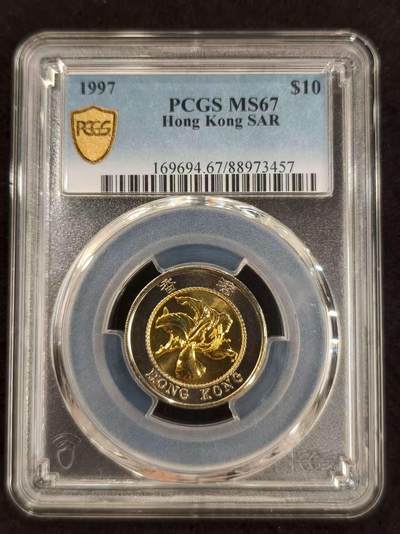 1997 $10
PCGS MS67
Hong Kong SAR
PCGS
169694.67/88973457
香 港
HONG KONG